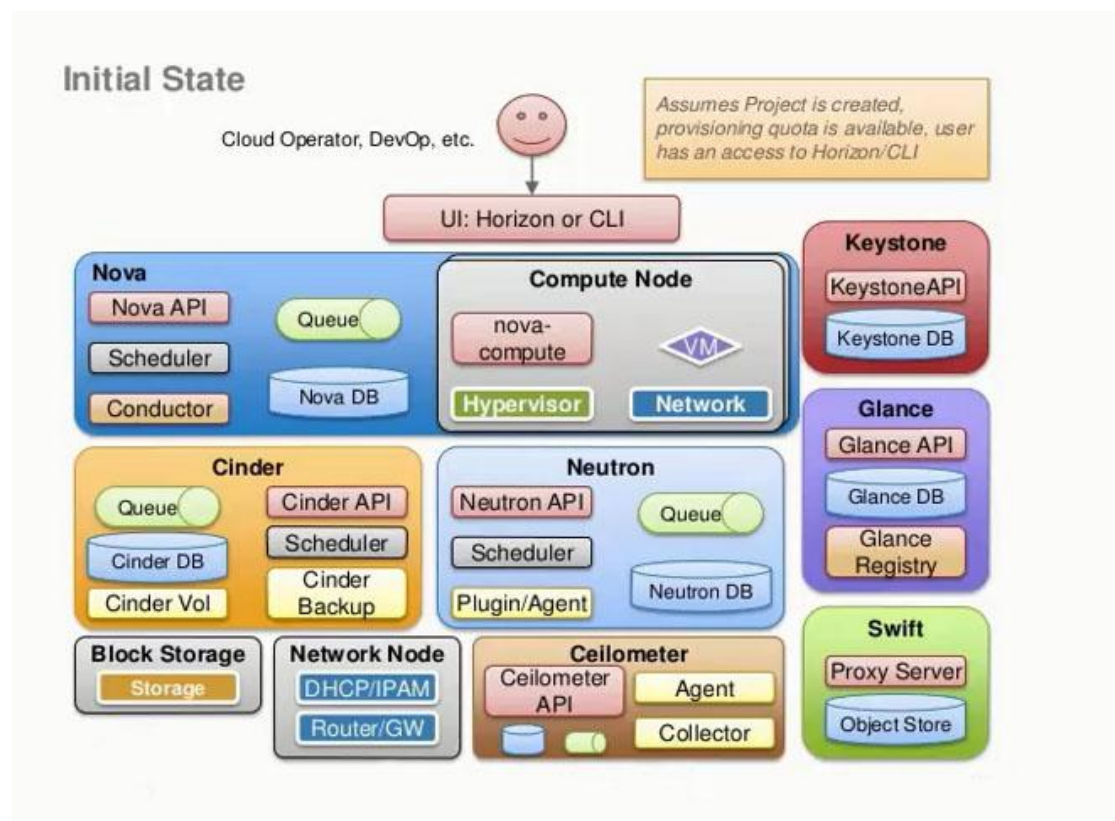 Initial State
Cloud Operator, DevOp, etc.
Assumes Project is created,
provisioning quota is available, user
has an access to Horizon/CLI
UI: Horizon or CLI
Nova
Nova API
Scheduler
Conductor
Queue
Nova DB
Compute Node
nova-
compute
VM
Hypervisor
Network
Keystone
KeystoneAPI
Keystone DB
Cinder
Queue
Cinder DB
Cinder Vol
Cinder API
Scheduler
Cinder
Backup
Neutron
Neutron API
Scheduler
Plugin/Agent
Queue
Neutron DB
Glance
Glance API
Glance DB
Glance
Registry
Block Storage
Storage
Network Node
DHCP/IPAM
Router/GW
Ceilometer
Ceilometer
API
Agent
Collector
Swift
Proxy Server
Object Store